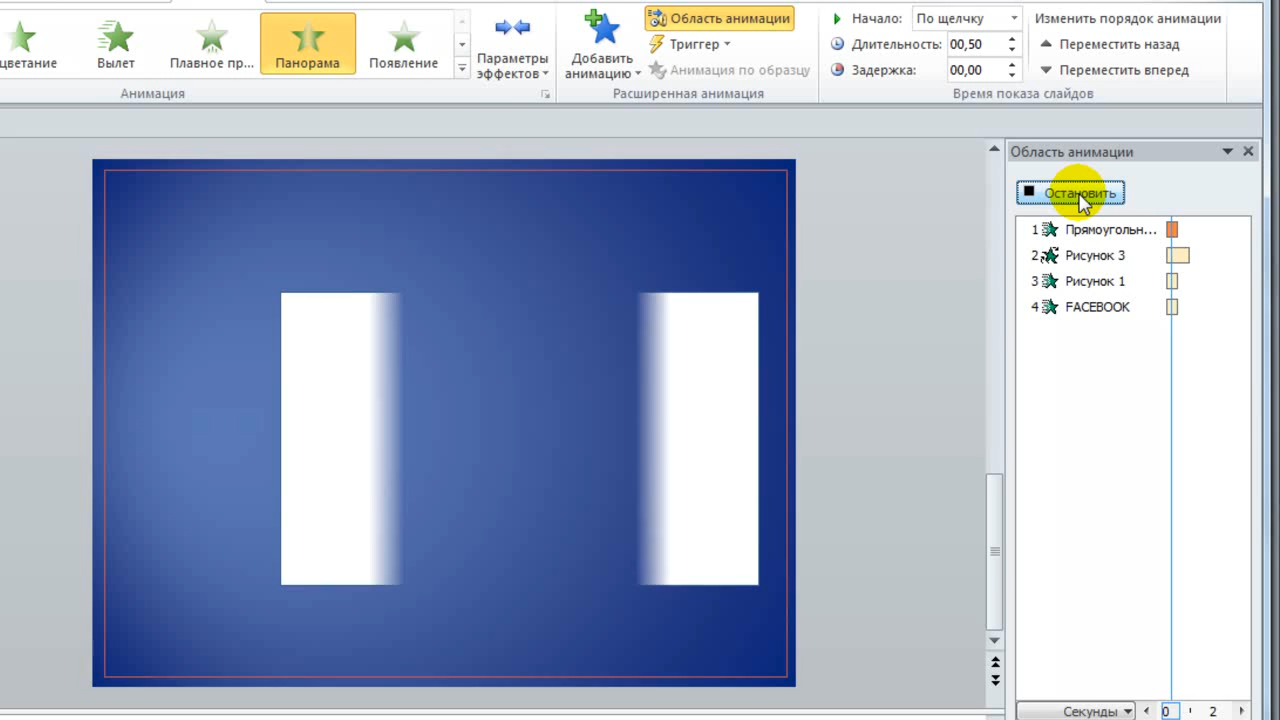 цветание
Вылет
Плавное пр...
Панорама
Появление
Параметры
эффектов
Добавить
анимацию
Область анимации
Триггер
Анимация по образцу
Начало: По щелчку
Длительность: 00,50
Задержка: 00,00
Изменить порядок анимации
Переместить назад
Переместить вперед
Анимация
Расширенная анимация
Время показа слайдов
Область анимации
Остановить
1 Прямоугольн...
2 Рисунок 3
3 Рисунок 1
4 FACEBOOK
Секунды 0 2